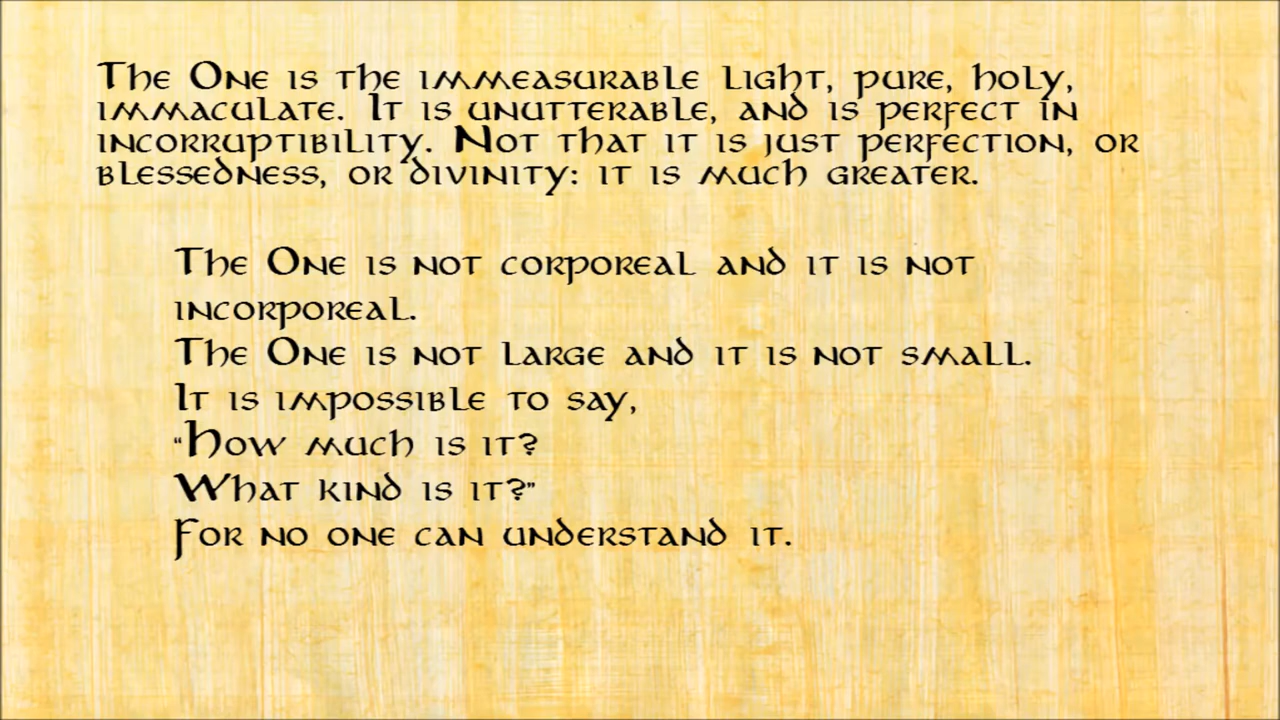 The One is the immeasurable light, pure, holy,
immaculate. It is unutterable, and is perfect in
incorruptibility. Not that it is just perfection, or
blessedness, or divinity: it is much greater.
The One is not corporeal and it is not
incorporeal.
The One is not large and it is not small.
It is impossible to say,
"How much is it?
What kind is it?"
For no one can understand it.